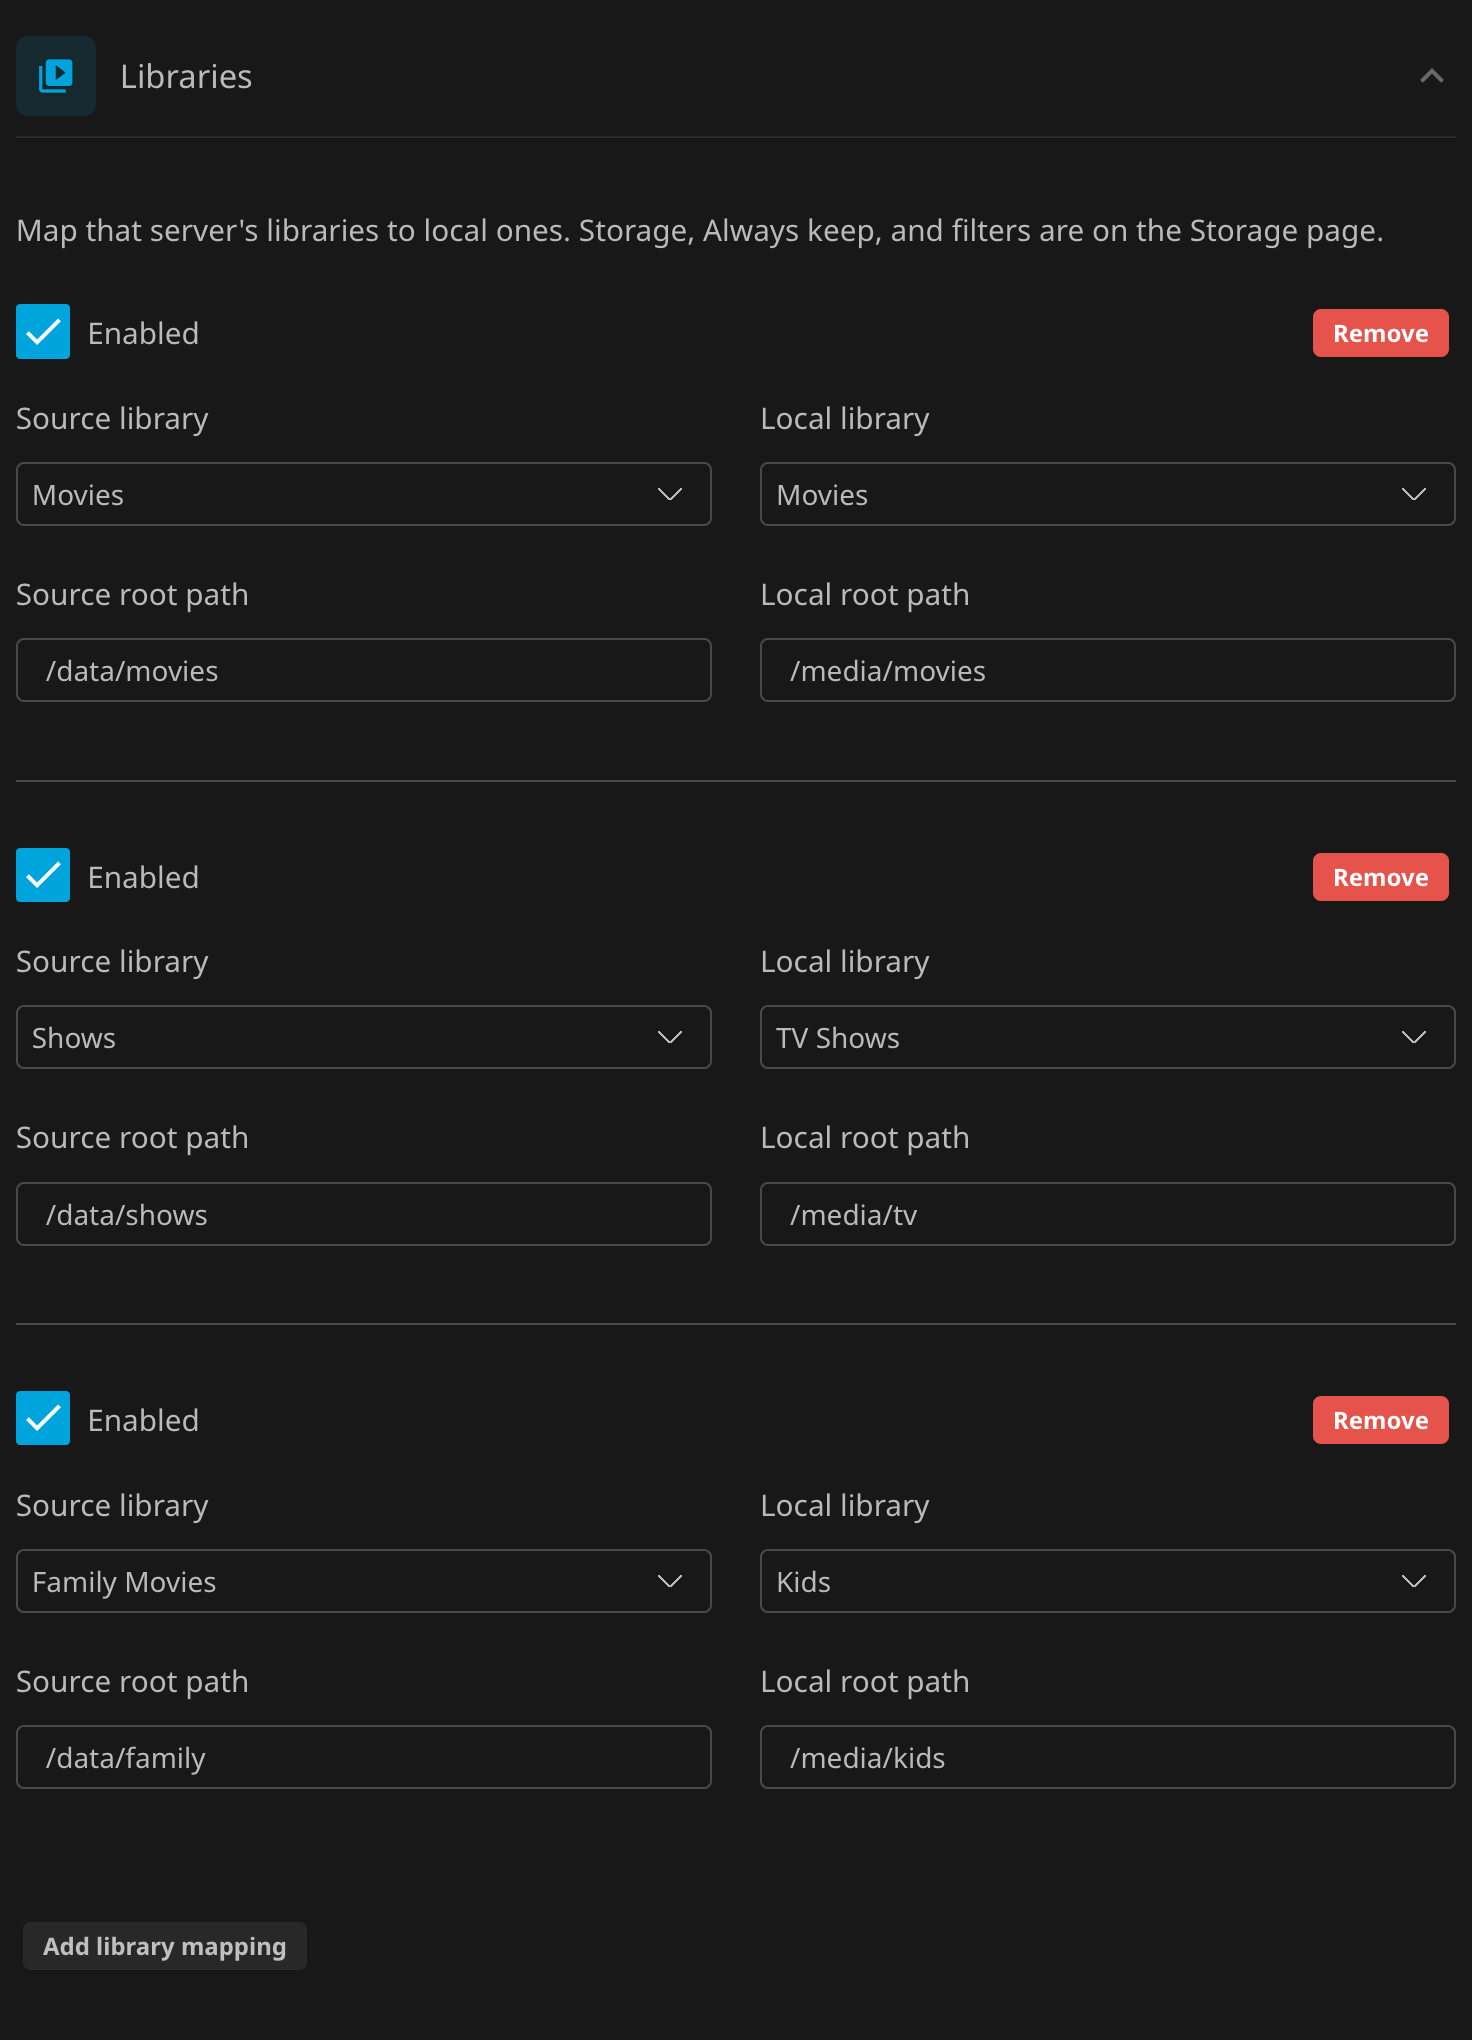 Libraries
Map that server's libraries to local ones. Storage, Always keep, and filters are on the Storage page.
Enabled
Remove
Source library
Local library
Movies
Movies
Source root path
Local root path
/data/movies
/media/movies
Enabled
Remove
Source library
Local library
Shows
TV Shows
Source root path
Local root path
/data/shows
/media/tv
Enabled
Remove
Source library
Local library
Family Movies
Kids
Source root path
Local root path
/data/family
/media/kids
Add library mapping